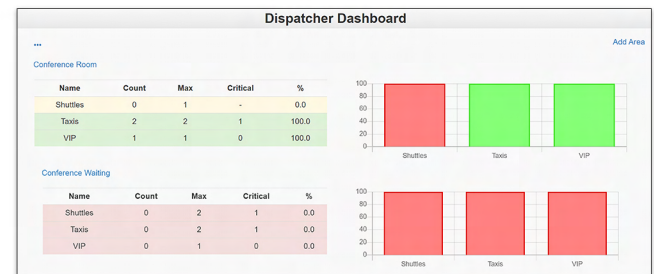 Dispatcher Dashboard
...
Add Area
Conference Room
Name Count Max Critical %
Shuttles 0 1 - 0.0
Taxis 2 2 1 100.0
VIP 1 1 0 100.0
100
80
60
40
20
0
Shuttles Taxis VIP
Conference Waiting
Name Count Max Critical %
Shuttles 0 2 1 0.0
Taxis 0 2 1 0.0
VIP 0 1 0 0.0
100
80
60
40
20
0
Shuttles Taxis VIP